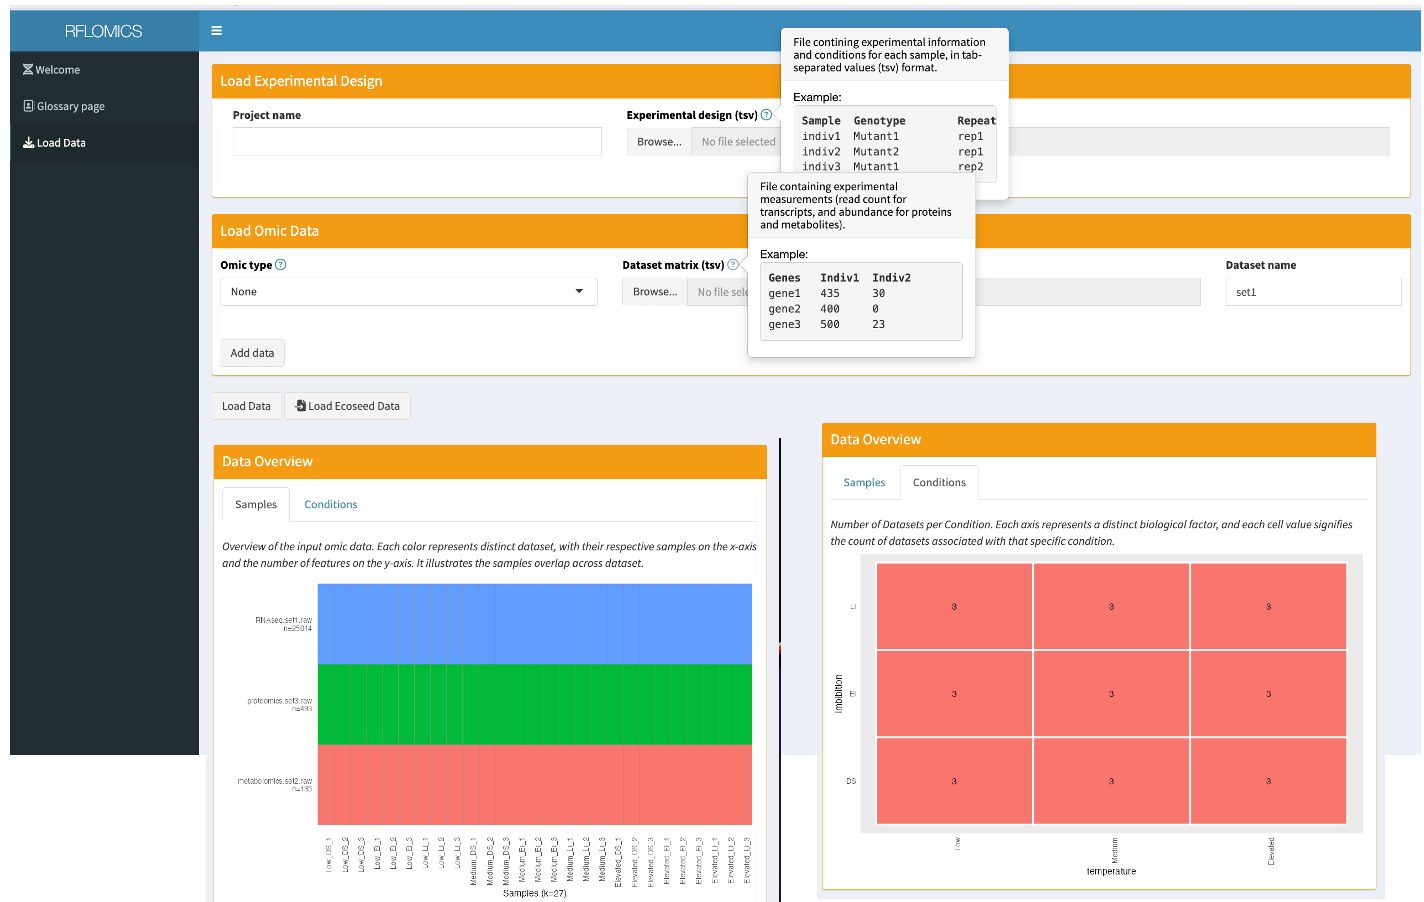 RFLOMICS
Welcome
Glossary page
Load Data
Load Experimental Design
Project name
Experimental design (tsv)
Browse...
No file selected
File contining experimental information
and conditions for each sample, in tab-
separated values (tsv) format.
Example:
Sample Genotype Repeat
indiv1 Mutant1 rep1
indiv2 Mutant2 rep1
indiv3 Mutant1 rep2
Load Omic Data
Omic type
None
Dataset matrix (tsv)
Browse...
No file sele
File containing experimental
measurements (read count for
transcripts, and abundance for proteins
and metabolites).
Example:
Genes Indiv1 Indiv2
gene1 435 30
gene2 400 0
gene3 500 23
Dataset name
set1
Add data
Load Data
Load Ecoseed Data
Data Overview
Samples
Conditions
Overview of the input omic data. Each color represents distinct dataset, with their respective samples on the x-axis
and the number of features on the y-axis. It illustrates the samples overlap across dataset.
RNAseq.set1.raw
n=25014
proteomics.set3.raw
n=493
metabolomics.set2.raw
n=135
Low_DS_1
Low_DS_2
Low_DS_3
Low_EI_1
Low_EI_2
Low_EI_3
Low_LI_1
Low_LI_2
Low_LI_3
Medium_DS_1
Medium_DS_2
Medium_DS_3
Medium_EI_1
Medium_EI_2
Medium_EI_3
Medium_LI_1
Medium_LI_2
Medium_LI_3
Elevated_DS_1
Elevated_DS_2
Elevated_DS_3
Elevated_EI_1
Elevated_EI_2
Elevated_EI_3
Elevated_LI_1
Elevated_LI_2
Elevated_LI_3
Samples (k=27)
Data Overview
Samples
Conditions
Number of Datasets per Condition. Each axis represents a distinct biological factor, and each cell value signifies
the count of datasets associated with that specific condition.
Imbibition
LI
3 3 3
EI
3 3 3
DS
3 3 3
Low
Medium
Elevated
temperature